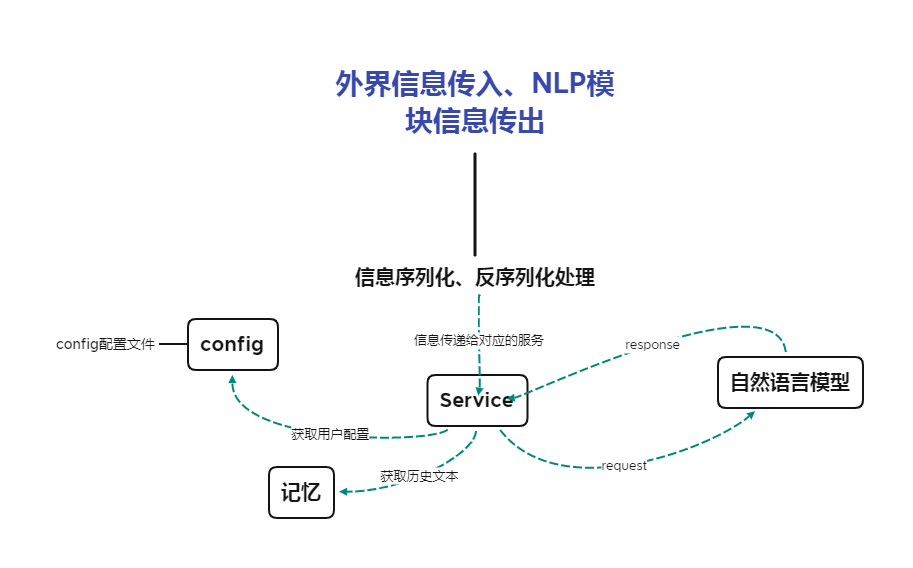 外界信息传入、NLP模
块信息传出
信息序列化、反序列化处理
config配置文件
config
信息传递给对应的服务
response
自然语言模型
Service
获取用户配置
request
获取历史文本
记忆